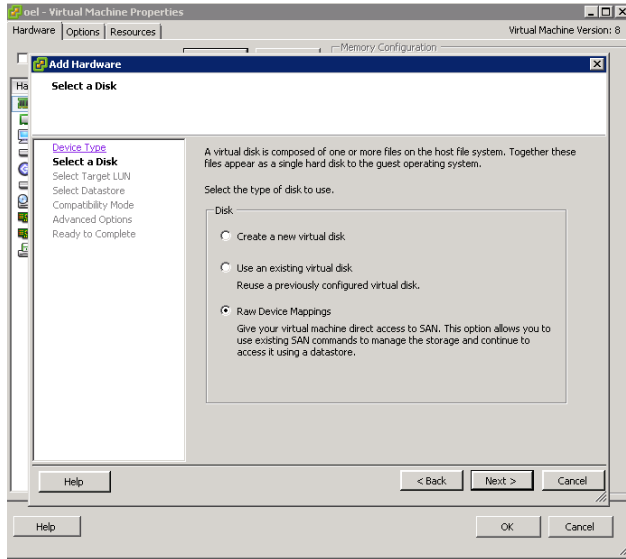 oel - Virtual Machine Properties
Hardware Options Resources
Virtual Machine Version: 8
Memory Configuration
Add Hardware
Ha
Select a Disk
Device Type
Select a Disk
Select Target LUN
Select Datastore
Compatibility Mode
Advanced Options
Ready to Complete
A virtual disk is composed of one or more files on the host file system. Together these
files appear as a single hard disk to the guest operating system.
Select the type of disk to use.
Disk
Create a new virtual disk
Use an existing virtual disk
Reuse a previously configured virtual disk.
Raw Device Mappings
Give your virtual machine direct access to SAN. This option allows you to
use existing SAN commands to manage the storage and continue to
access it using a datastore.
Help
< Back Next > Cancel
Help
OK Cancel